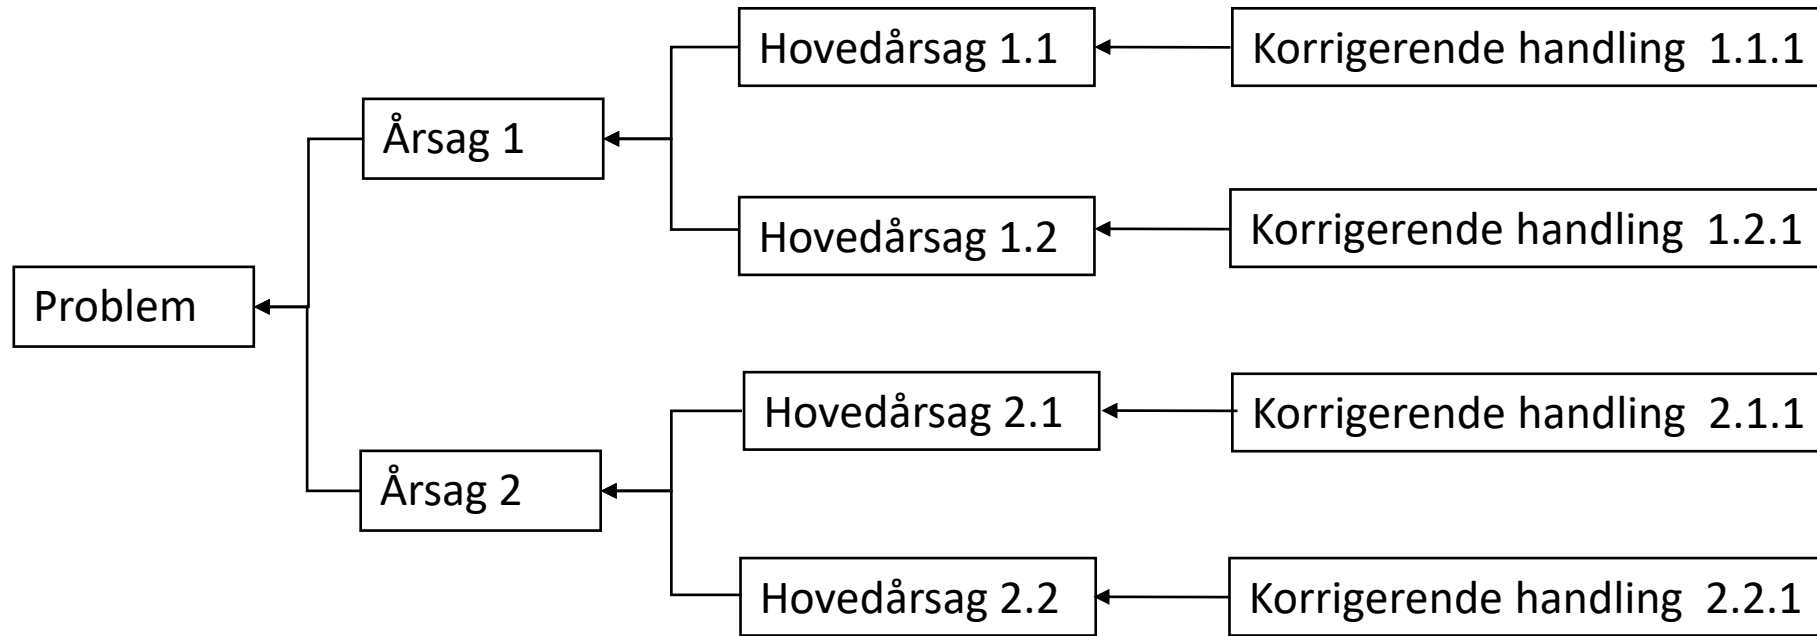 Hovedårsag 1.1
Korrigerende handling 1.1.1
Årsag 1
Hovedårsag 1.2
Korrigerende handling 1.2.1
Problem
Hovedårsag 2.1
Korrigerende handling 2.1.1
Årsag 2
Hovedårsag 2.2
Korrigerende handling 2.2.1